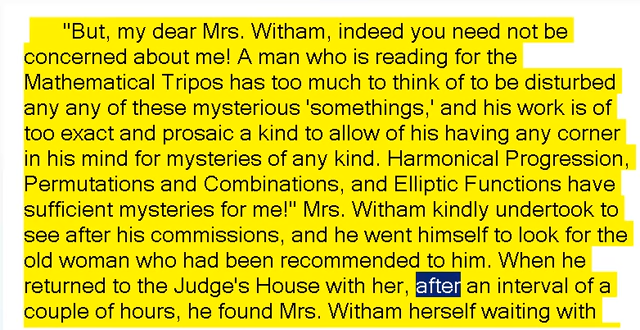 "But, my dear Mrs. Witham, indeed you need not be
concerned about me! A man who is reading for the
Mathematical Tripos has too much to think of to be disturbed
any any of these mysterious 'somethings,' and his work is of
too exact and prosaic a kind to allow of his having any corner
in his mind for mysteries of any kind. Harmonical Progression,
Permutations and Combinations, and Elliptic Functions have
sufficient mysteries for me!" Mrs. Witham kindly undertook to
see after his commissions, and he went himself to look for the
old woman who had been recommended to him. When he
returned to the Judge's House with her, after an interval of a
couple of hours, he found Mrs. Witham herself waiting with